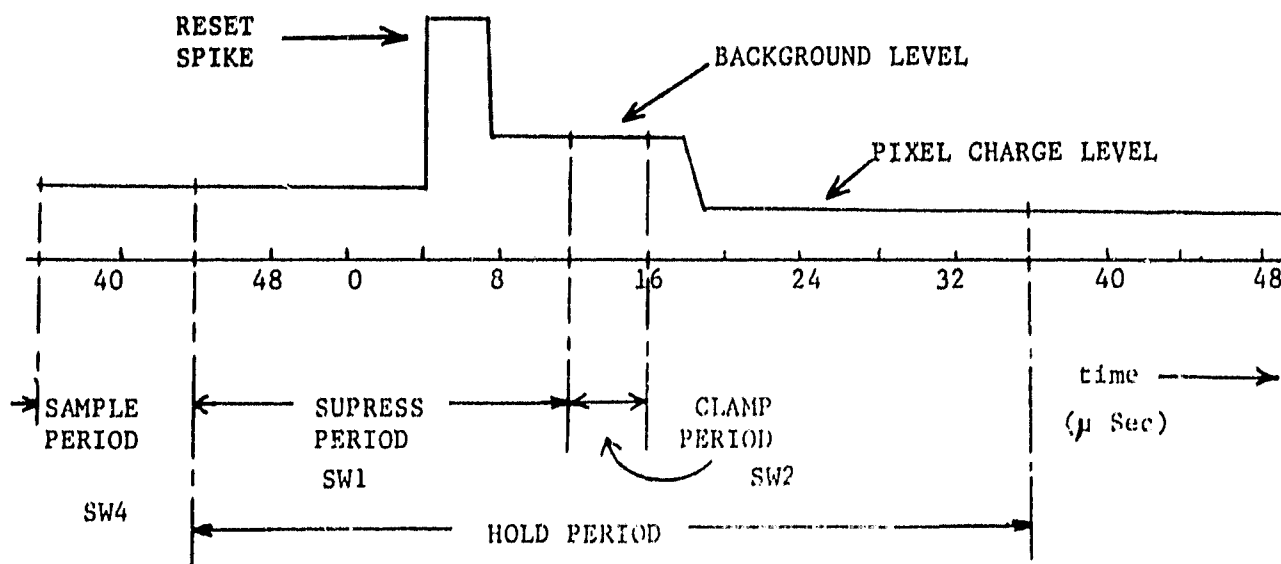 RESET
SPIKE
BACKGROUND LEVEL
PIXEL CHARGE LEVEL
40 48 0 8 16 24 32 40 48
time
(μ Sec)
SAMPLE
PERIOD
SUPRESS
PERIOD
CLAMP
PERIOD
SW1
SW2
SW4
HOLD PERIOD